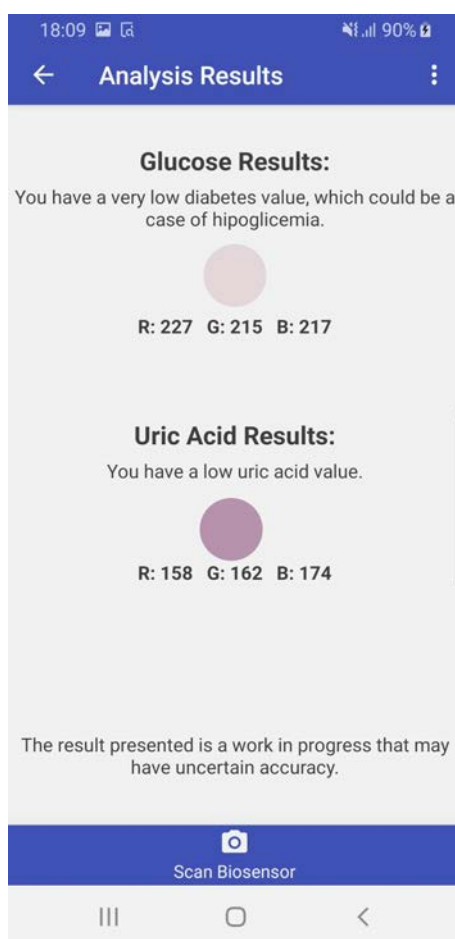 18:09 90%
Analysis Results
Glucose Results:
You have a very low diabetes value, which could be a
case of hipoglicemia.
R: 227 G: 215 B: 217
Uric Acid Results:
You have a low uric acid value.
R: 158 G: 162 B: 174
The result presented is a work in progress that may
have uncertain accuracy.
Scan Biosensor